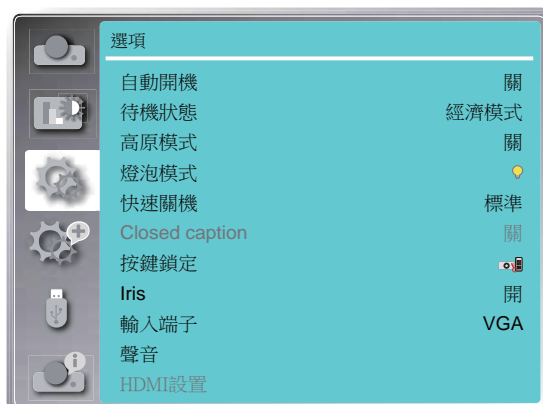 選項
自動開機 關
待機狀態 經濟模式
高原模式 關
燈泡模式
快速關機 標準
Closed caption 關
按鍵鎖定
Iris 開
輸入端子 VGA
聲音
HDMI設置